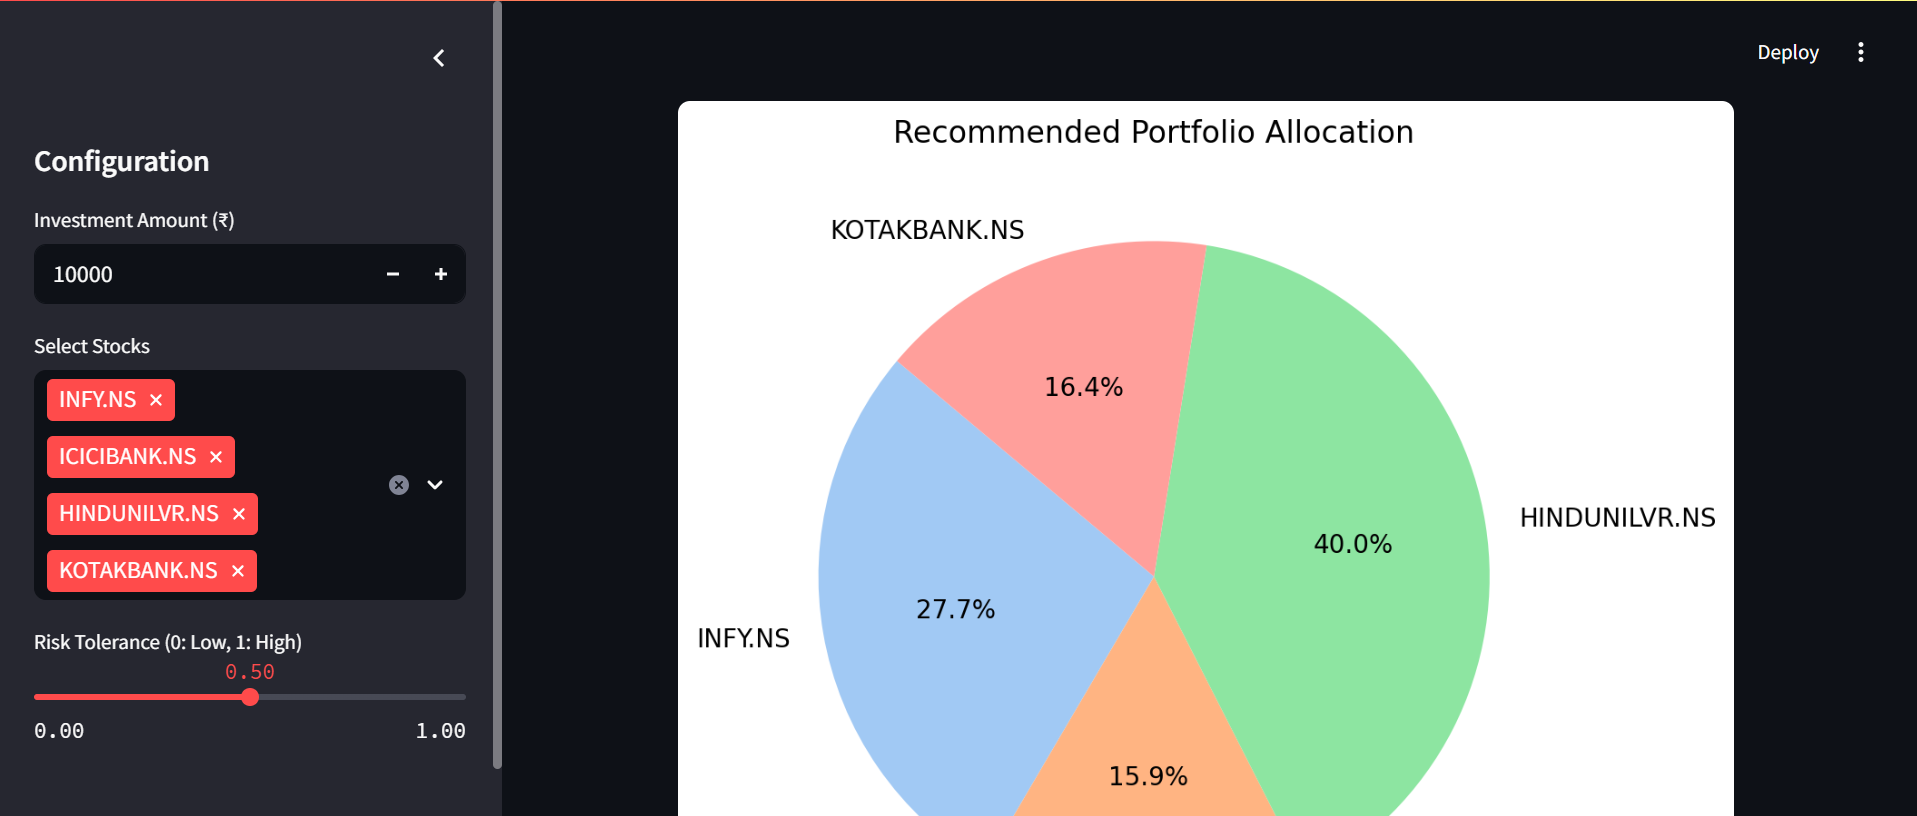 Configuration
Investment Amount (₹)
10000
Select Stocks
INFY.NS
ICICIBANK.NS
HINDUNILVR.NS
KOTAKBANK.NS
Risk Tolerance (0: Low, 1: High)
0.50
0.00 1.00
Deploy
Recommended Portfolio Allocation
KOTAKBANK.NS
16.4%
HINDUNILVR.NS
40.0%
27.7%
INFY.NS
15.9%